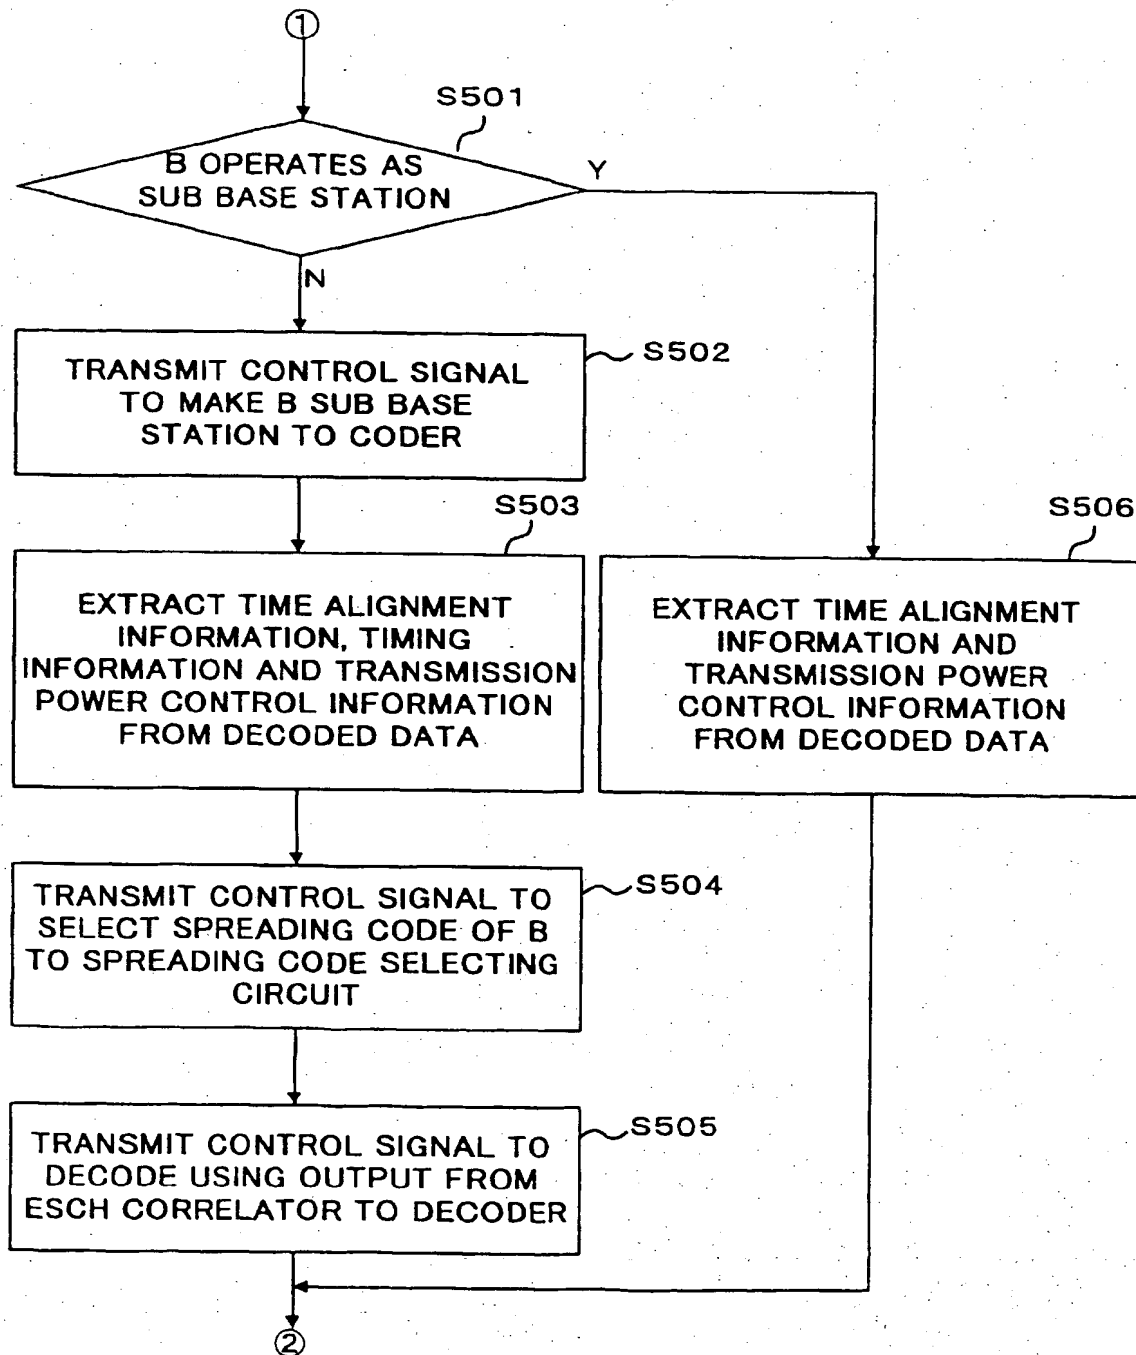 ①
S501
B OPERATES AS
SUB BASE STATION
Y
N
S502
TRANSMIT CONTROL SIGNAL
TO MAKE B SUB BASE
STATION TO CODER
S503
EXTRACT TIME ALIGNMENT
INFORMATION, TIMING
INFORMATION AND TRANSMISSION
POWER CONTROL INFORMATION
FROM DECODED DATA
S506
EXTRACT TIME ALIGNMENT
INFORMATION AND
TRANSMISSION POWER
CONTROL INFORMATION
FROM DECODED DATA
S504
TRANSMIT CONTROL SIGNAL TO
SELECT SPREADING CODE OF B
TO SPREADING CODE SELECTING
CIRCUIT
S505
TRANSMIT CONTROL SIGNAL TO
DECODE USING OUTPUT FROM
ESCH CORRELATOR TO DECODER
②